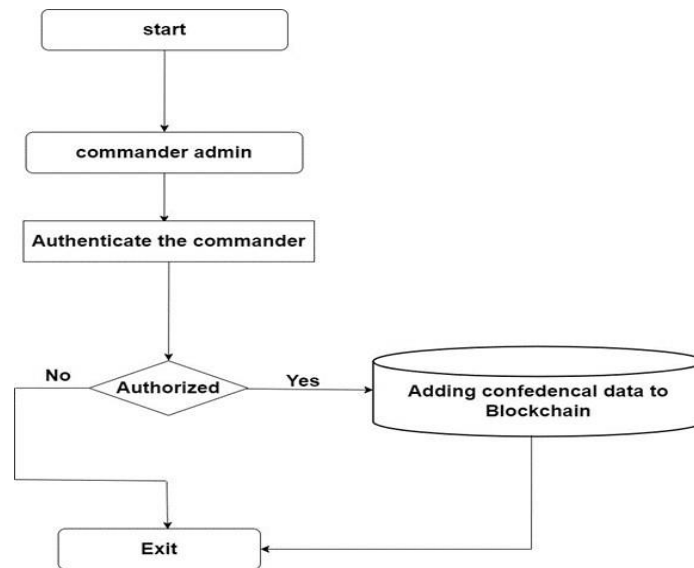 start
commander admin
Authenticate the commander
No
Authorized
Yes
Adding confedencal data to
Blockchain
Exit